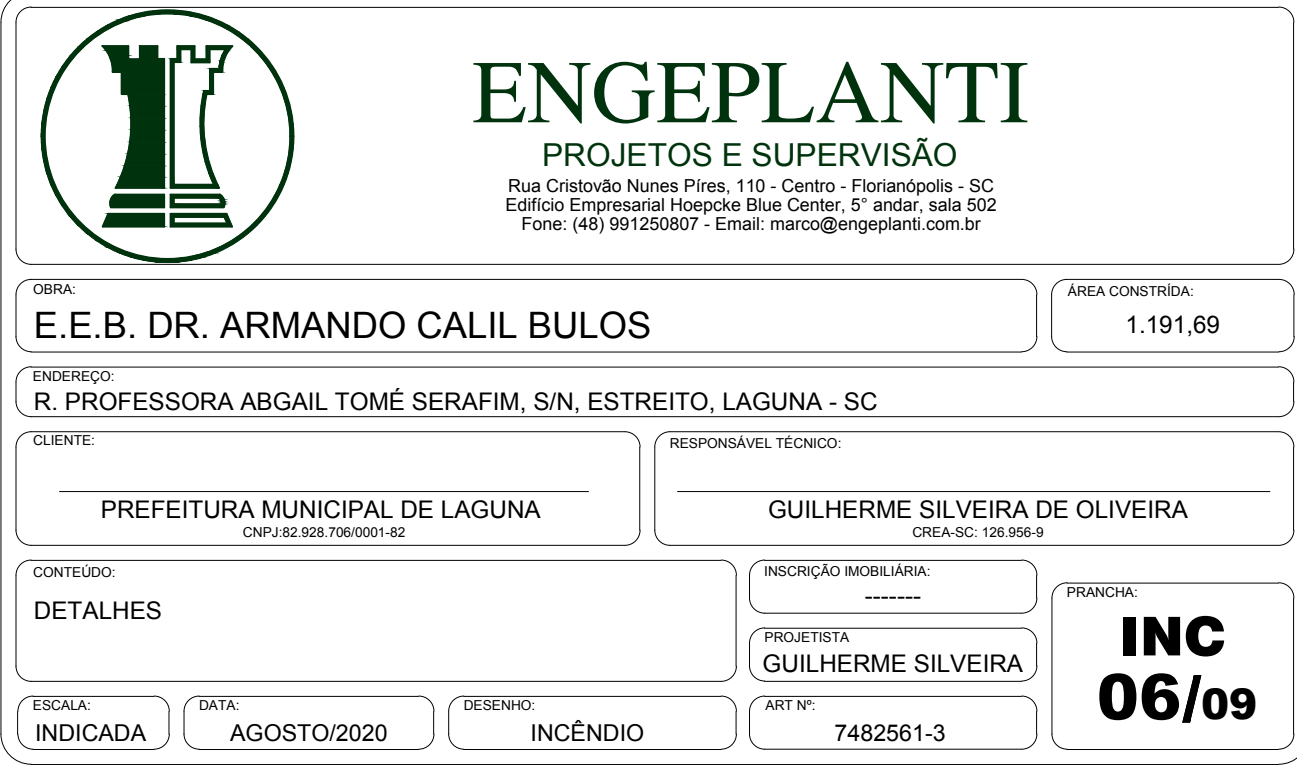 ENGEPLANTI
PROJETOS E SUPERVISÃO
Rua Cristovão Nunes Píres, 110 - Centro - Florianópolis - SC
Edifício Empresarial Hoepcke Blue Center, 5° andar, sala 502
Fone: (48) 991250807 - Email: marco@engeplanti.com.br
OBRA:
E.E.B. DR. ARMANDO CALIL BULOS
ÁREA CONSTRÍDA:
1.191,69
ENDEREÇO:
R. PROFESSORA ABGAIL TOMÉ SERAFIM, S/N, ESTREITO, LAGUNA - SC
CLIENTE:
PREFEITURA MUNICIPAL DE LAGUNA
CNPJ:82.928.706/0001-82
RESPONSÁVEL TÉCNICO:
GUILHERME SILVEIRA DE OLIVEIRA
CREA-SC: 126.956-9
CONTEÚDO:
DETALHES
INSCRIÇÃO IMOBILIÁRIA:
-------
PROJETISTA
GUILHERME SILVEIRA
PRANCHA:
INC
06/09
ESCALA:
INDICADA
DATA:
AGOSTO/2020
DESENHO:
INCÊNDIO
ART Nº:
7482561-3